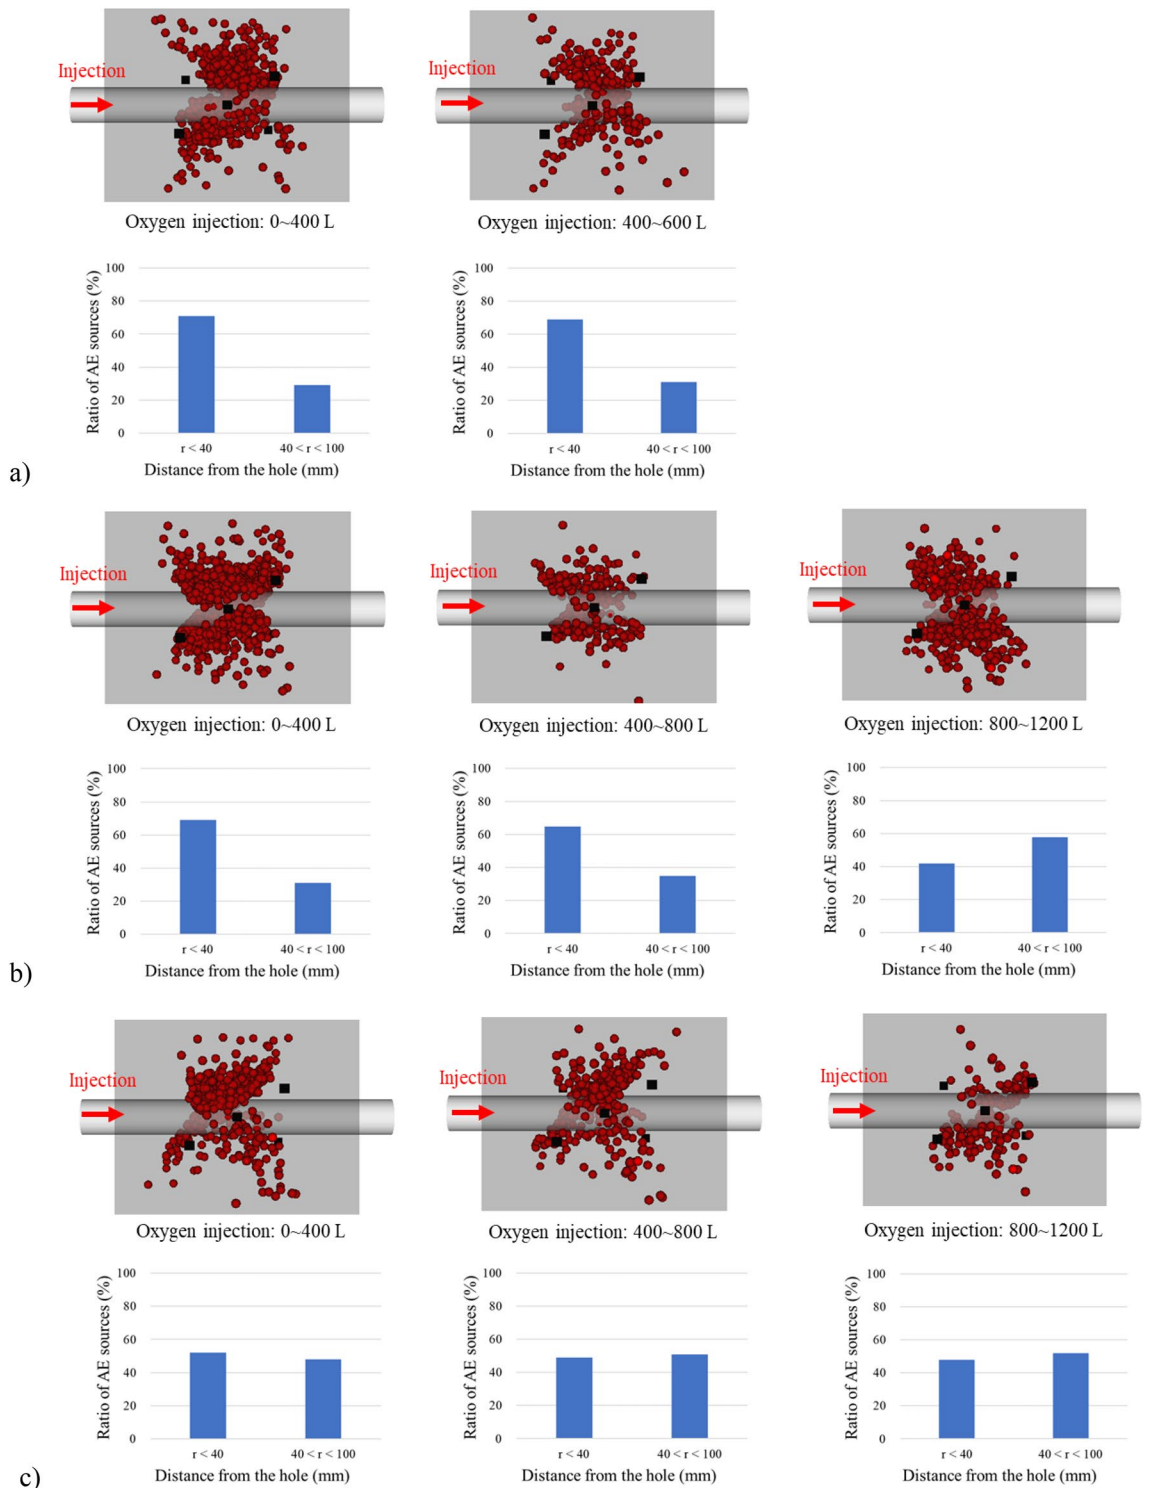 Injection
Injection
Oxygen injection: 0~400 L
Oxygen injection: 400~600 L
Ratio of AE sources (%)
100
80
60
40
20
0
r < 40
40 < r < 100
Distance from the hole (mm)
Ratio of AE sources (%)
100
80
60
40
20
0
r < 40
40 < r < 100
Distance from the hole (mm)
a)
Injection
Injection
Injection
Oxygen injection: 0~400 L
Oxygen injection: 400~800 L
Oxygen injection: 800~1200 L
Ratio of AE sources (%)
100
80
60
40
20
0
r < 40
40 < r < 100
Distance from the hole (mm)
Ratio of AE sources (%)
100
80
60
40
20
0
r < 40
40 < r < 100
Distance from the hole (mm)
Ratio of AE sources (%)
100
80
60
40
20
0
r < 40
40 < r < 100
Distance from the hole (mm)
b)
Injection
Injection
Injection
Oxygen injection: 0~400 L
Oxygen injection: 400~800 L
Oxygen injection: 800~1200 L
Ratio of AE sources (%)
100
80
60
40
20
0
r < 40
40 < r < 100
Distance from the hole (mm)
Ratio of AE sources (%)
100
80
60
40
20
0
r < 40
40 < r < 100
Distance from the hole (mm)
Ratio of AE sources (%)
100
80
60
40
20
0
r < 40
40 < r < 100
Distance from the hole (mm)
c)